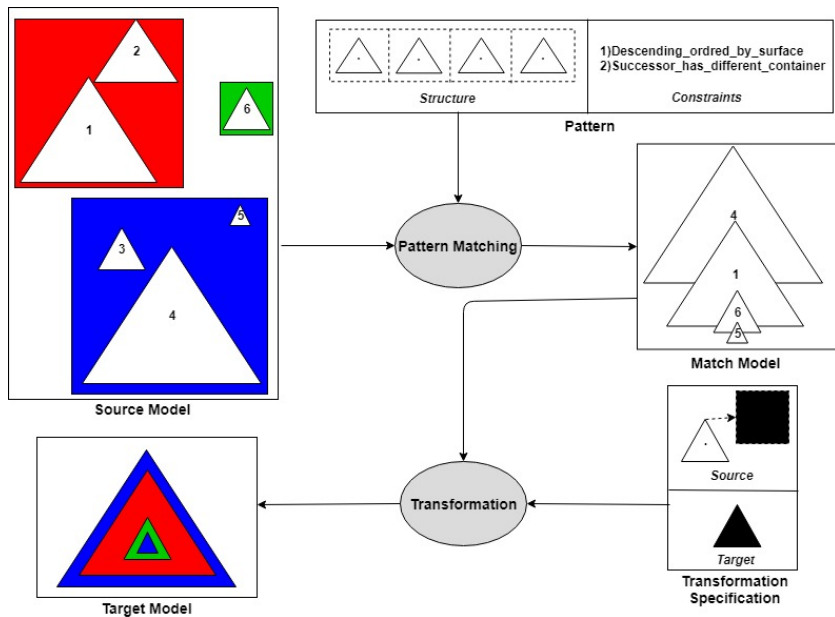 2
1
6
5
3
4
Source Model
1)Descending_ordred_by_surface
2)Successor_has_different_container
Structure
Constraints
Pattern
Pattern Matching
4
1
6
5
Match Model
Source
Target
Transformation
Specification
Transformation
Target Model